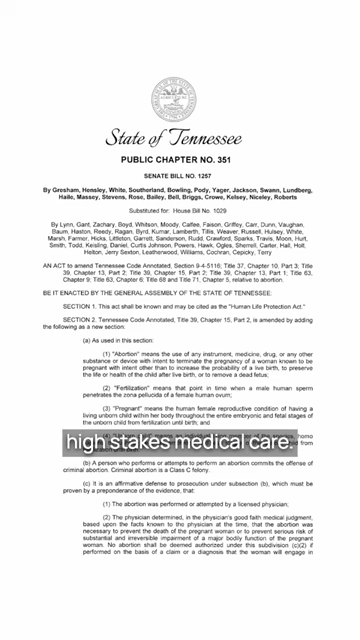 State of Tennessee
PUBLIC CHAPTER NO. 351
SENATE BILL NO. 1257
By Gresham, Hensley, White, Southerland, Bowling, Pody, Yager, Jackson, Swann, Lundberg,
Haile, Massey, Stevens, Rose, Bailey, Bell, Briggs, Crowe, Kelsey, Niceley, Roberts
Substituted for: House Bill No. 1029
By Lynn, Gant, Zachary, Boyd, Whitson, Moody, Calfee, Faison, Griffey, Carr, Dunn, Vaughan,
Baum, Haston, Reedy, Ragan, Byrd, Kumar, Lamberth, Tillis, Weaver, Russell, Hulsey, White,
Marsh, Farmer, Hicks, Littleton, Garrett, Sanderson, Rudd, Crawford, Sparks, Travis, Moon, Hurt,
Smith, Todd, Keisling, Daniel, Eldridge, Curtis Johnson, Powers, Hawk, Ogles, Sherrell, Carter, Hall, Holt,
Helton, Jerry Sexton, Leatherwood, Williams, Cochran, Cepicky, Terry
AN ACT to amend Tennessee Code Annotated, Section 9-4-5116; Title 37, Chapter 10, Part 3; Title
39, Chapter 13, Part 2; Title 39, Chapter 15, Part 2; Title 39, Chapter 13, Part 1; Title 63,
Chapter 6; Title 63, Chapter 9; Title 68 and Title 71, Chapter 5, relative to abortion.
BE IT ENACTED BY THE GENERAL ASSEMBLY OF THE STATE OF TENNESSEE:
SECTION 1. This act shall be known and may be cited as the "Human Life Protection Act."
SECTION 2. Tennessee Code Annotated, Title 39, Chapter 15, Part 2, is amended by adding
the following as a new section:
(a) As used in this section:
(1) "Abortion" means the use of any instrument, medicine, drug, or any other
substance or device with intent to terminate the pregnancy of a woman known to be
pregnant with intent other than to increase the probability of a live birth, to preserve
the life or health of the child after live birth, or to remove a dead fetus;
(2) "Fertilization" means that point in time when a male human sperm
penetrates the zona pellucida of a female human ovum;
(3) "Pregnant" means the human female reproductive condition of having a
living unborn child within her body throughout the entire embryonic and fetal stages of
the unborn child from fertilization until birth; and
high stakes medical care.
(b) A person who performs or attempts to perform an abortion commits the offense of
criminal abortion. Criminal abortion is a Class C felony.
(c) It is an affirmative defense to prosecution under subsection (b), which must be
proven by a preponderance of the evidence, that:
(1) The abortion was performed or attempted by a licensed physician;
(2) The physician determined, in the physician's good faith medical judgment,
based upon the facts known to the physician at the time, that the abortion was
necessary to prevent the death of the pregnant woman or to prevent serious risk of
substantial and irreversible impairment of a major bodily function of the pregnant
woman. No abortion shall be deemed authorized under this subdivision (c)(2) if
performed on the basis of a claim or a diagnosis that the woman will engage in